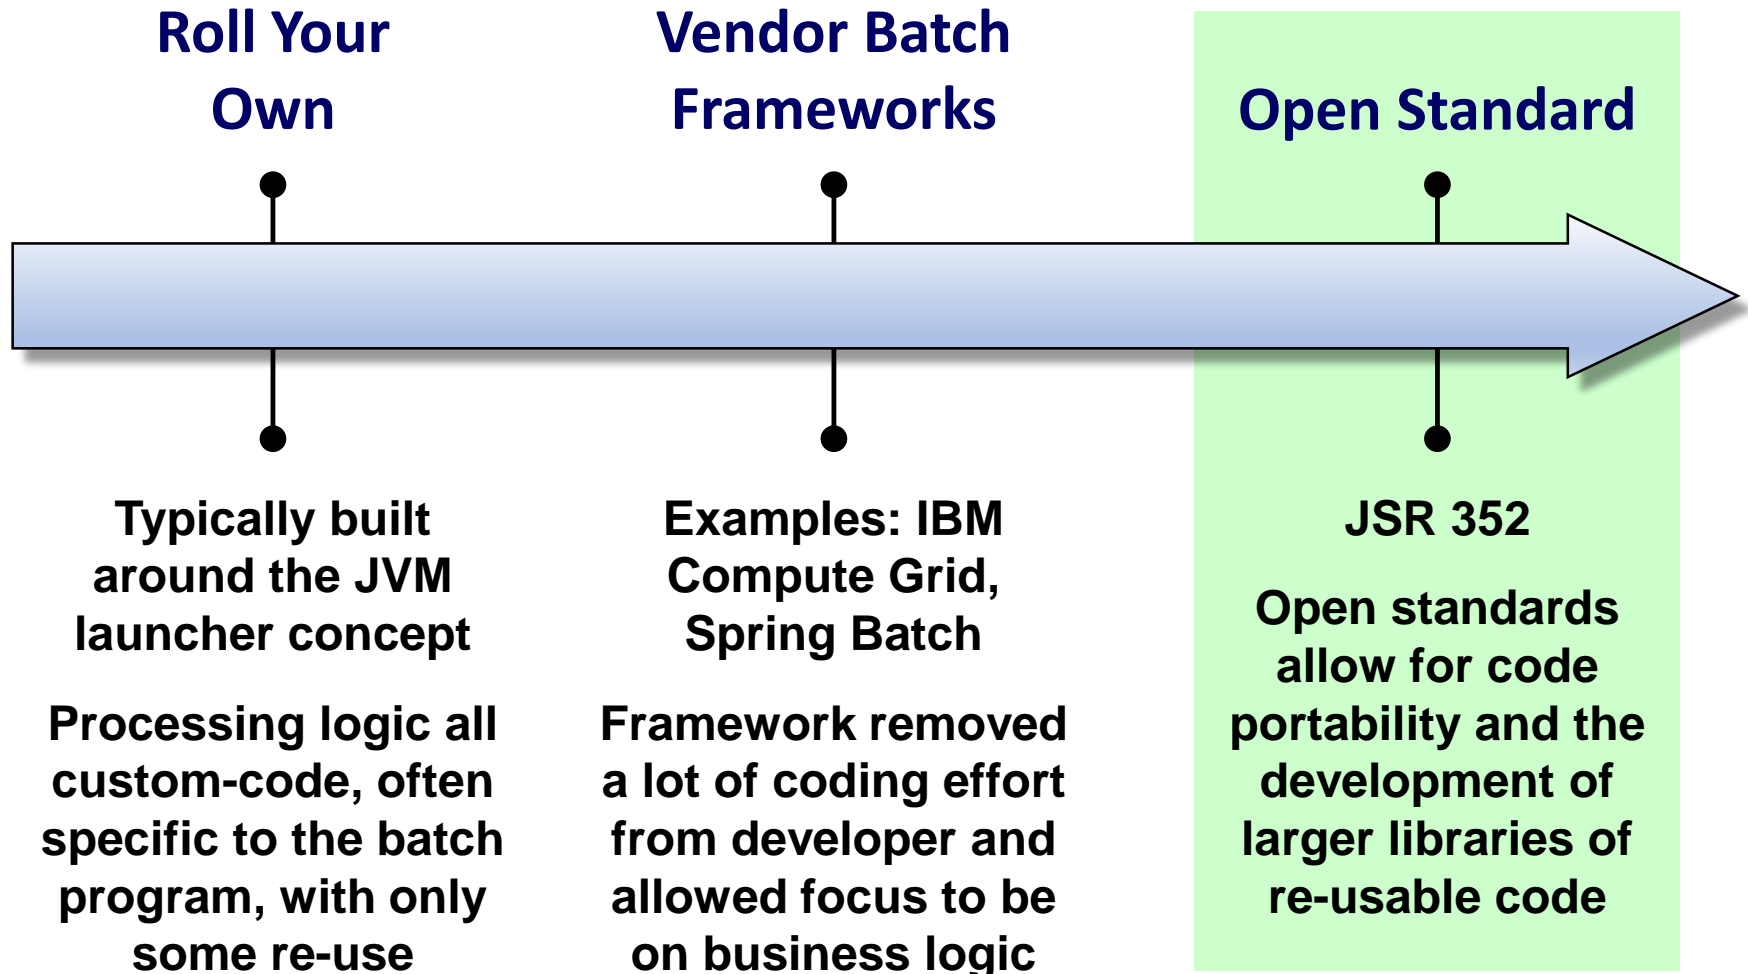 Roll Your
Own
Typically built
around the JVM
launcher concept
Processing logic all
custom-code, often
specific to the batch
program, with only
some re-use
Vendor Batch
Frameworks
Examples: IBM
Compute Grid,
Spring Batch
Framework removed
a lot of coding effort
from developer and
allowed focus to be
on business logic
Open Standard
JSR 352
Open standards
allow for code
portability and the
development of
larger libraries of
re-usable code